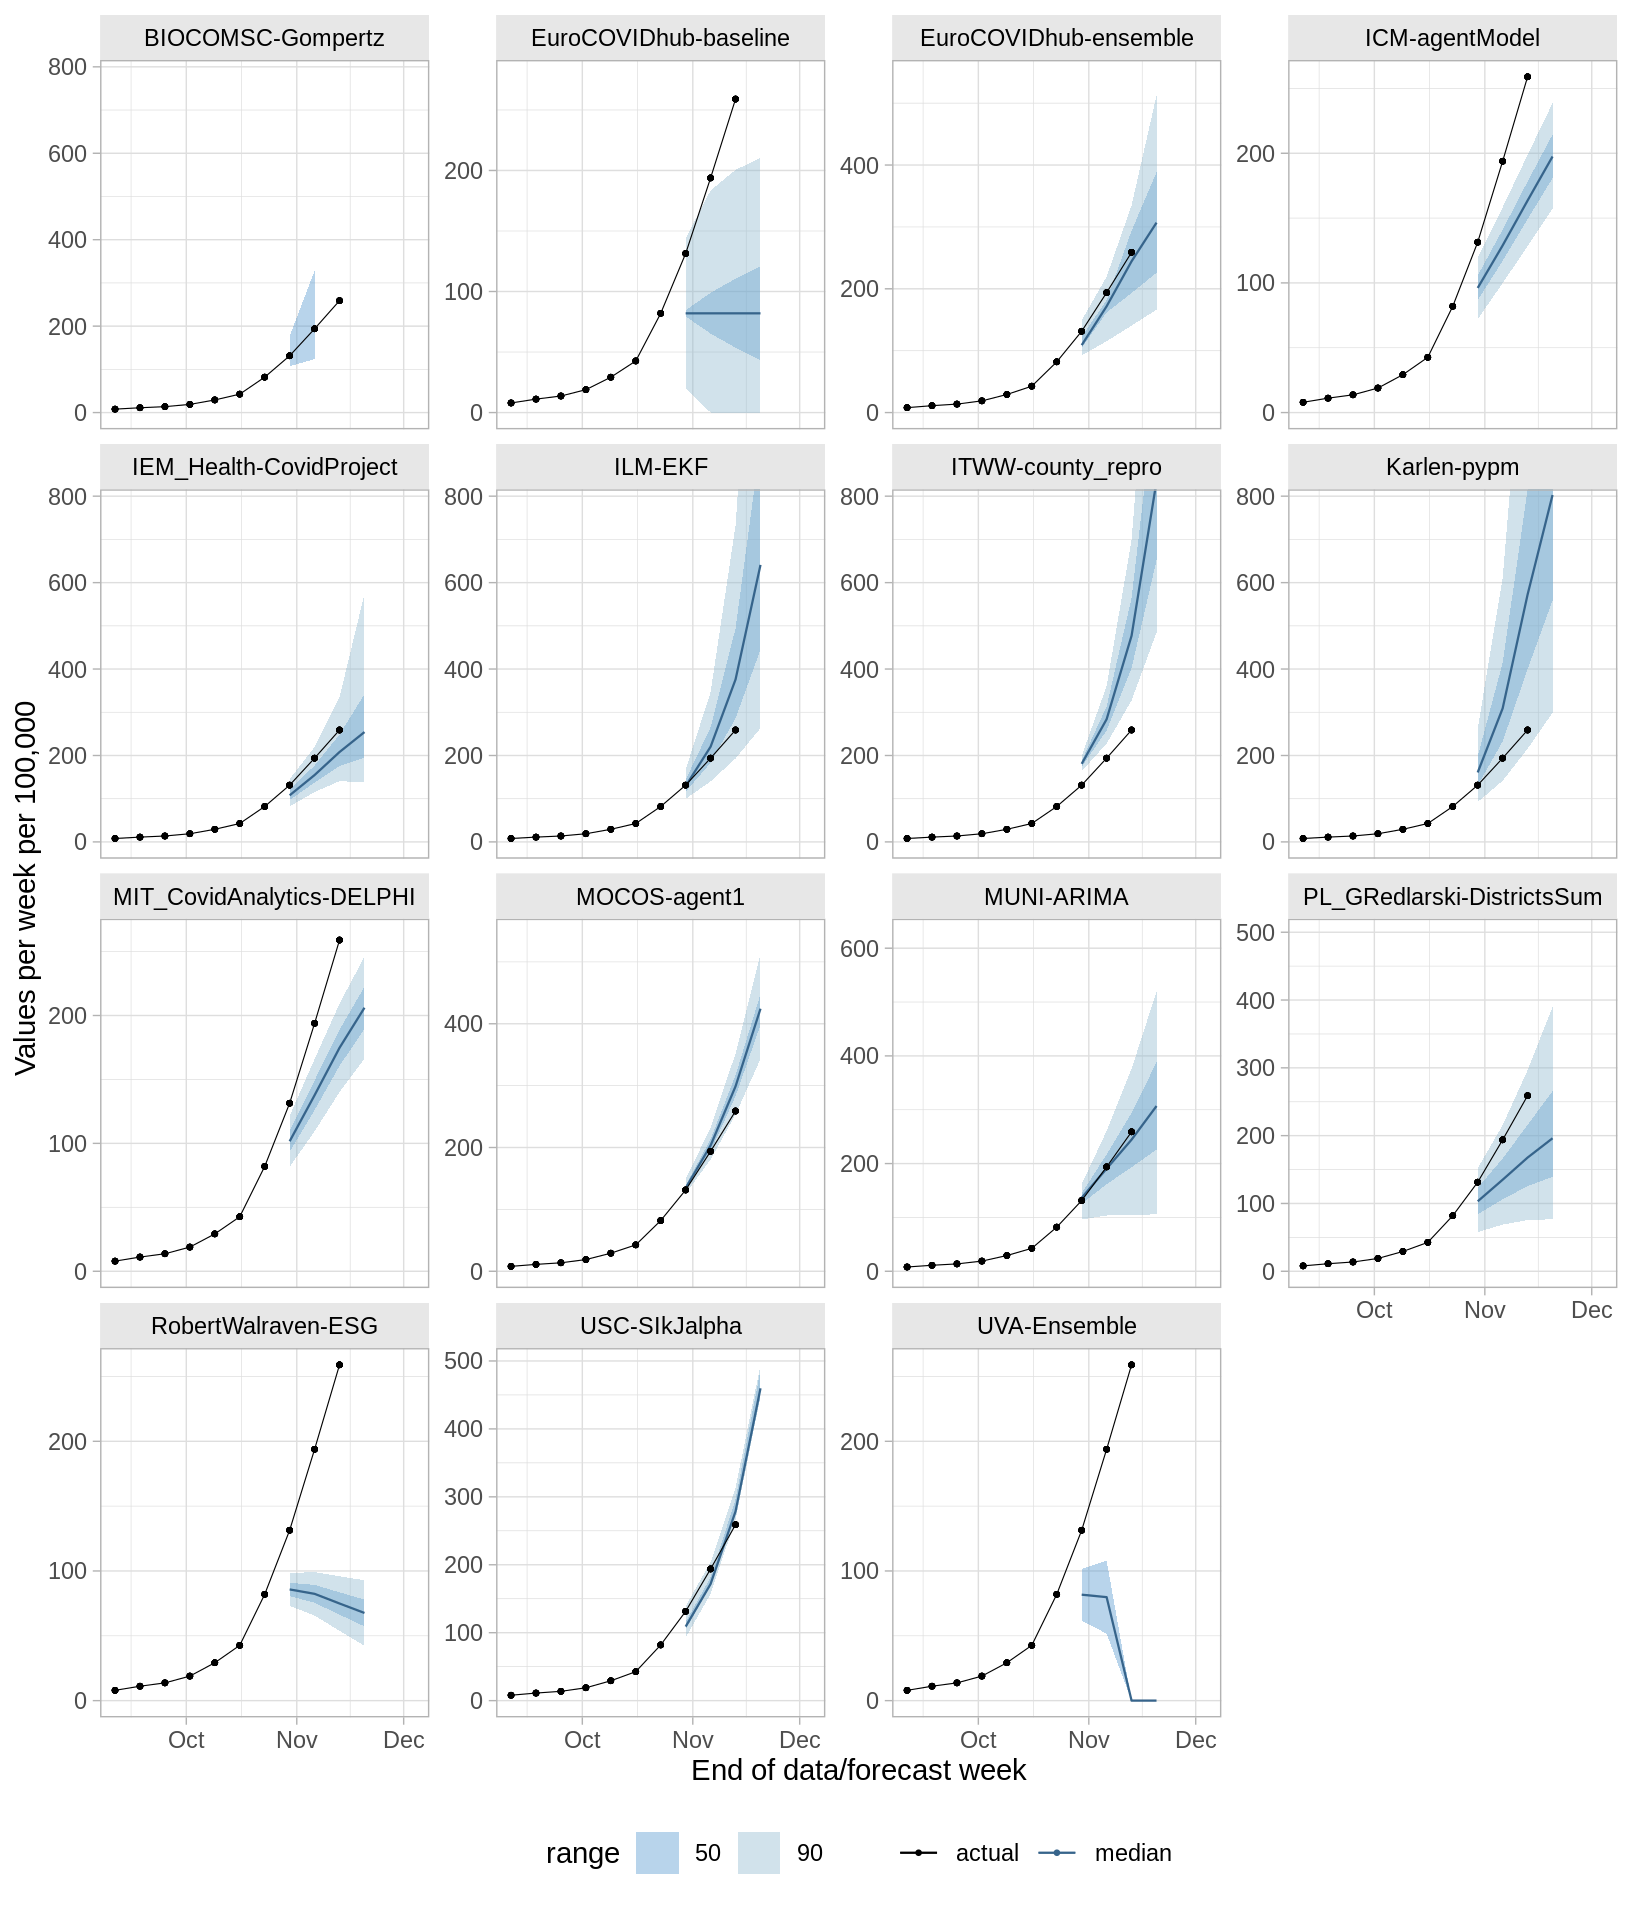 BIOCOMSC-Gompertz
EuroCOVIDhub-baseline
EuroCOVIDhub-ensemble
ICM-agentModel
800
600
400
200
0
200
100
0
400
200
0
200
100
0
IEM_Health-CovidProject
ILM-EKF
ITWW-county_repro
Karlen-pypm
800
600
400
200
0
800
600
400
200
0
800
600
400
200
0
800
600
400
200
0
Values per week per 100,000
MIT_CovidAnalytics-DELPHI
MOCOS-agent1
MUNI-ARIMA
PL_GRedlarski-DistrictsSum
200
100
0
400
200
0
600
400
200
0
500
400
300
200
100
0
Oct Nov Dec
RobertWalraven-ESG
USC-SIkJalpha
UVA-Ensemble
200
100
0
500
400
300
200
100
0
200
100
0
Oct Nov Dec
Oct Nov Dec
Oct Nov Dec
End of data/forecast week
range 50 90 actual median